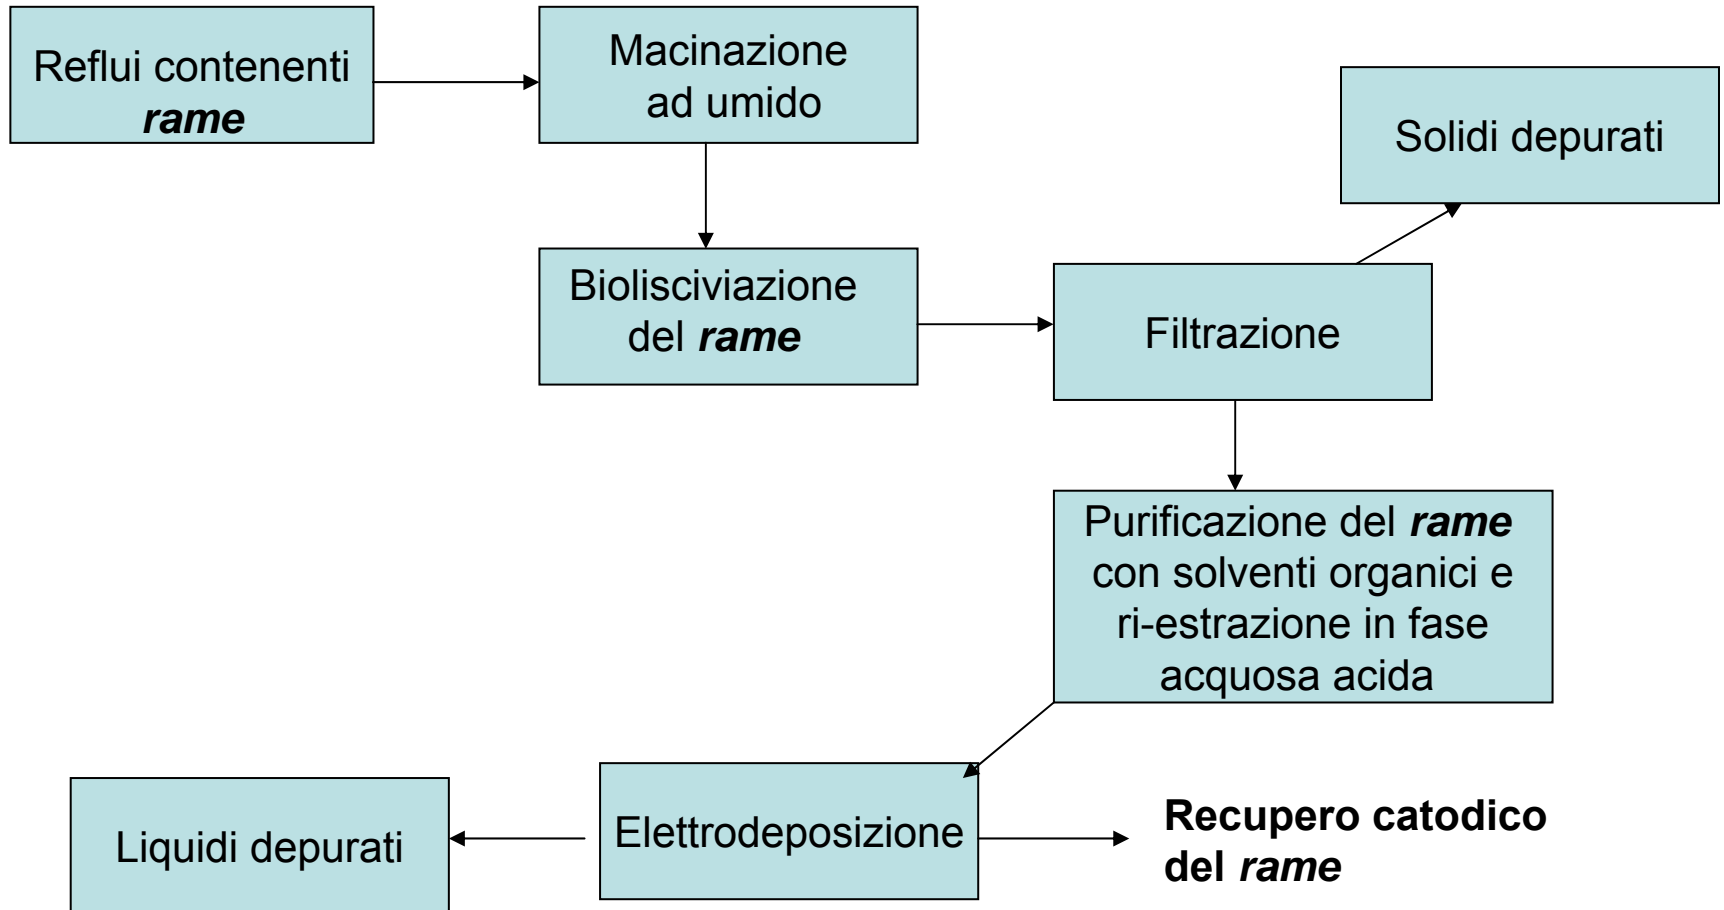 Reflui contenenti
rame
Macinazione
ad umido
Solidi depurati
Biolisciviazione
del rame
Filtrazione
Purificazione del rame
con solventi organici e
ri-estrazione in fase
acquosa acida
Elettrodeposizione
Liquidi depurati
Recupero catodico
del rame